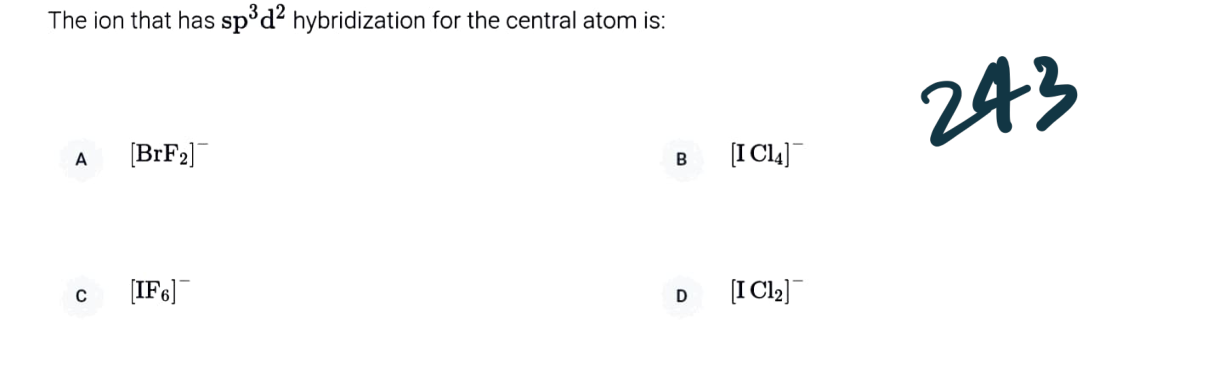 The ion that has sp³d² hybridization for the central atom is:
243
A [BrF₂]⁻ B [I Cl₄]⁻
C [IF₆]⁻ D [I Cl₂]⁻